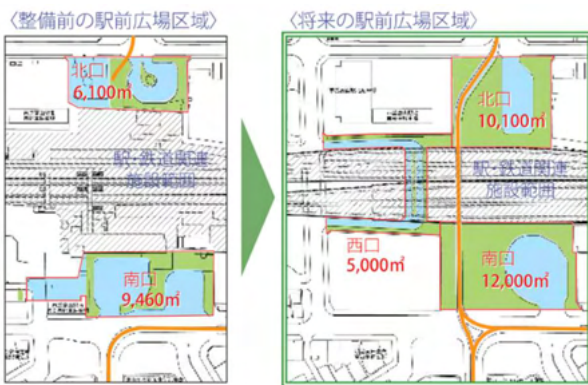 〈整備前の駅前広場区域〉
北口
6,100㎡
駅・鉄道関連
施設範囲
南口
9,460㎡
〈将来の駅前広場区域〉
北口
10,100㎡
駅・鉄道関連
施設範囲
西口
5,000㎡
南口
12,000㎡